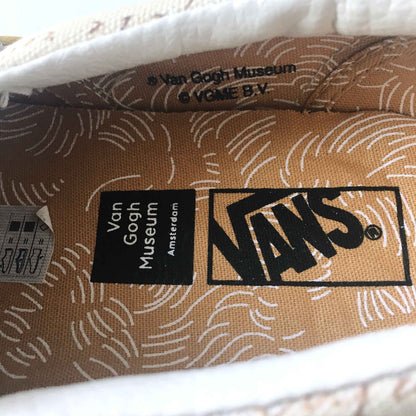 ® Van Gogh Museum
© VGME B.V.
Van
Gogh
Museum
Amsterdam
VANS®